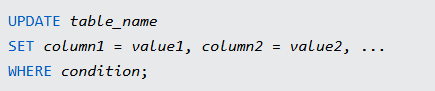 UPDATE table_name
SET column1 = value1, column2 = value2, ...
WHERE condition;